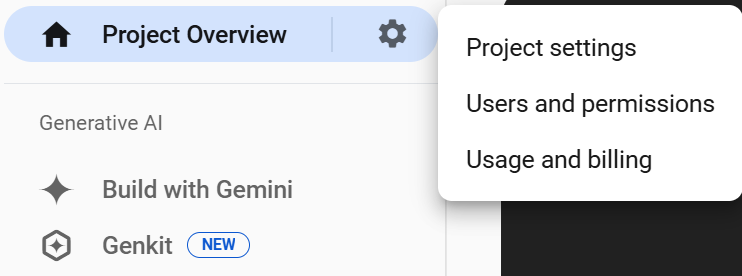 Project Overview
Project settings
Users and permissions
Usage and billing
Generative AI
Build with Gemini
Genkit NEW